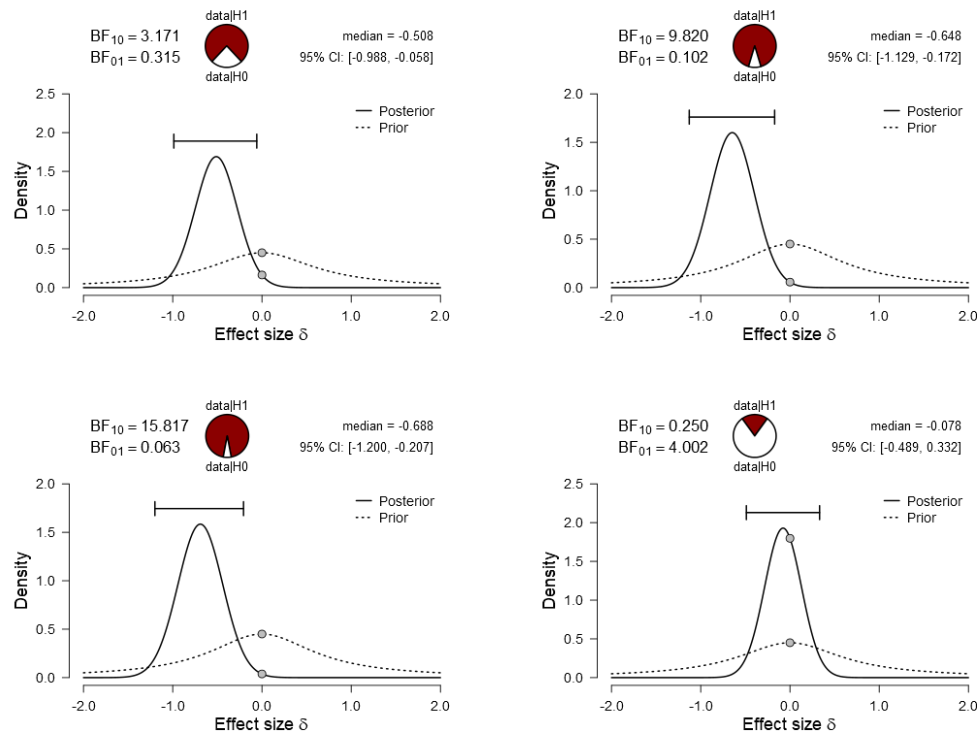 data|H1
BF10 = 3.171
median = -0.508
BF01 = 0.315
95% CI: [-0.988, -0.058]
data|H0
2.5
2.0
1.5
1.0
0.5
0.0
Density
Posterior
Prior
-2.0 -1.0 0.0 1.0 2.0
Effect size δ
data|H1
BF10 = 9.820
median = -0.648
BF01 = 0.102
95% CI: [-1.129, -0.172]
data|H0
2.0
1.5
1.0
0.5
0.0
Density
Posterior
Prior
-2.0 -1.0 0.0 1.0 2.0
Effect size δ
data|H1
BF10 = 15.817
median = -0.688
BF01 = 0.063
95% CI: [-1.200, -0.207]
data|H0
2.0
1.5
1.0
0.5
0.0
Density
Posterior
Prior
-2.0 -1.0 0.0 1.0 2.0
Effect size δ
data|H1
BF10 = 0.250
median = -0.078
BF01 = 4.002
95% CI: [-0.489, 0.332]
data|H0
2.5
2.0
1.5
1.0
0.5
0.0
Density
Posterior
Prior
-2.0 -1.0 0.0 1.0 2.0
Effect size δ